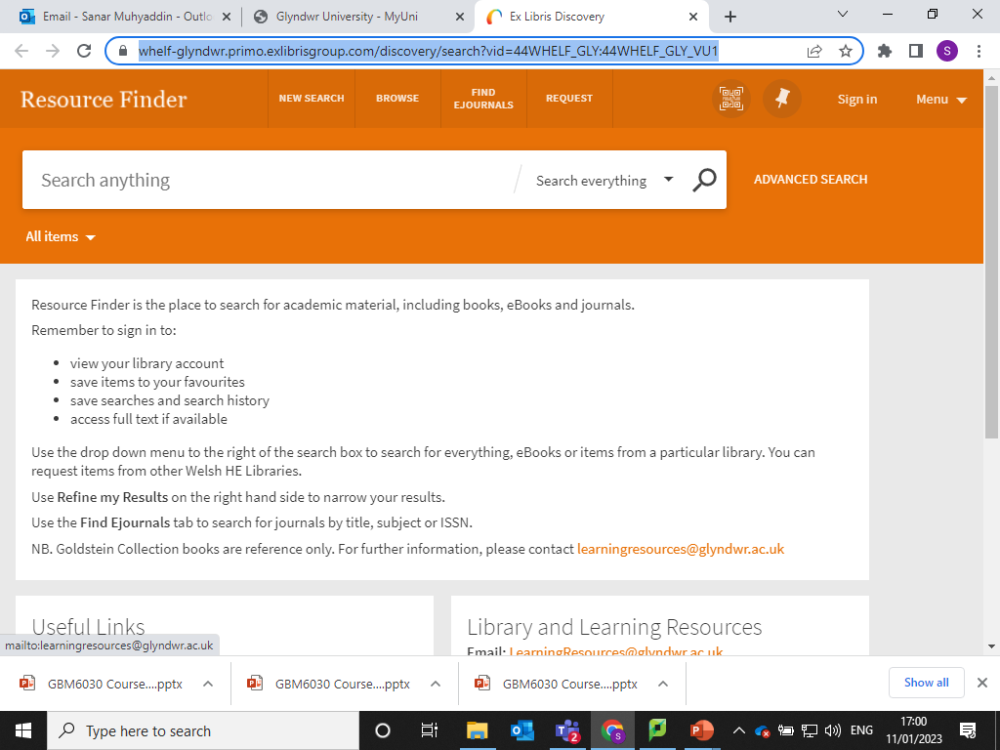 Email - Sanar Muhyaddin - Outlo
Glyndwr University - MyUni
Ex Libris Discovery
whelf-glyndwr.primo.exlibrisgroup.com/discovery/search?vid=44WHELF_GLY:44WHELF_GLY_VU1
S
Resource Finder
NEW SEARCH
BROWSE
FIND
EJOURNALS
REQUEST
Sign in
Menu
Search anything
Search everything
ADVANCED SEARCH
All items
Resource Finder is the place to search for academic material, including books, eBooks and journals.
Remember to sign in to:
• view your library account
• save items to your favourites
• save searches and search history
• access full text if available
Use the drop down menu to the right of the search box to search for everything, eBooks or items from a particular library. You can
request items from other Welsh HE Libraries.
Use Refine my Results on the right hand side to narrow your results.
Use the Find Ejournals tab to search for journals by title, subject or ISSN.
NB. Goldstein Collection books are reference only. For further information, please contact learningresources@glyndwr.ac.uk
Useful Links
Library and Learning Resources
Email: LearningResources@glyndwr.ac.uk
mailto:learningresources@glyndwr.ac.uk
GBM6030 Course....pptx
GBM6030 Course....pptx
GBM6030 Course....pptx
Show all
Type here to search
2
S
ENG
17:00
11/01/2023